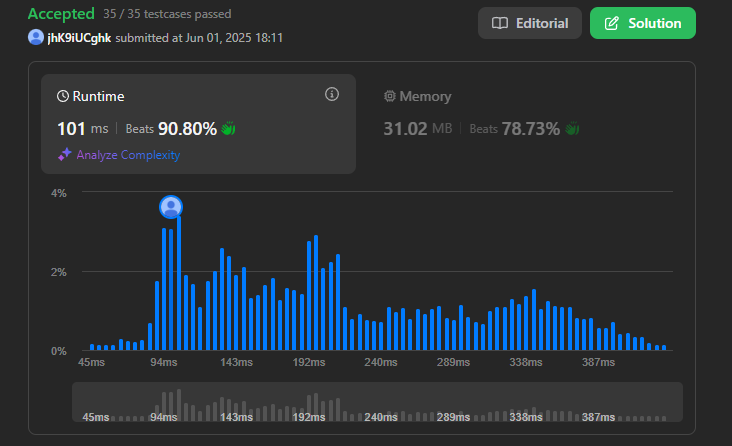 Accepted 35 / 35 testcases passed
jhK9iUCghk submitted at Jun 01, 2025 18:11
Editorial
Solution
Runtime
101 ms | Beats 90.80%
Analyze Complexity
Memory
31.02 MB | Beats 78.73%
4%
2%
0%
45ms 94ms 143ms 192ms 240ms 289ms 338ms 387ms
45ms 94ms 143ms 192ms 240ms 289ms 338ms 387ms